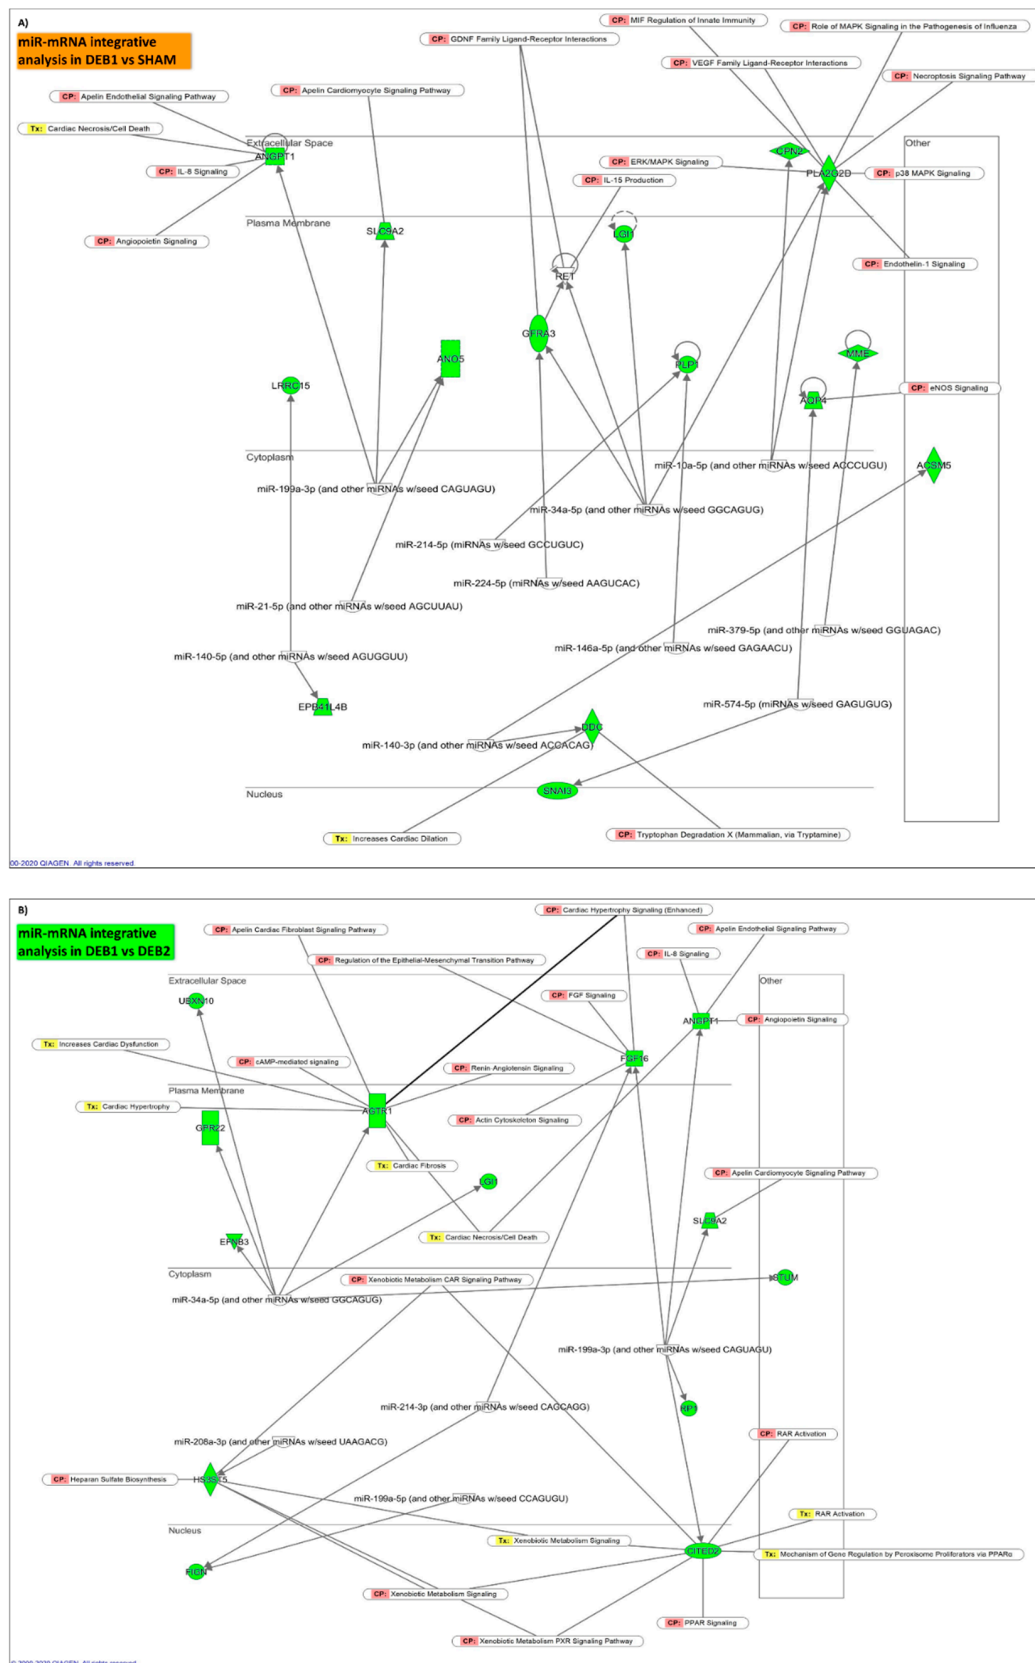 A)
miR-mRNA integrative
analysis in DEB1 vs SHAM
CP: MIF Regulation of Innate Immunity
CP: Role of MAPK Signaling in the Pathogenesis of Influenza
CP: GDNF Family Ligand-Receptor Interactions
CP: VEGF Family Ligand-Receptor Interactions
CP: Necroptosis Signaling Pathway
CP: Apelin Endothelial Signaling Pathway
CP: Apelin Cardiomyocyte Signaling Pathway
Tx: Cardiac Necrosis/Cell Death
Extracellular Space
Other
ANGPT1
CPN2
CP: ERK/MAPK Signaling
CP: IL-8 Signaling
PLA2G2D
CP: p38 MAPK Signaling
CP: IL-15 Production
Plasma Membrane
SLC9A2
LGI1
CP: Angiopoietin Signaling
CP: Endothelin-1 Signaling
RET
GFRA3
ANO5
MME
PLP1
LRRC15
CP: eNOS Signaling
AQP4
Cytoplasm
miR-10a-5p (and other miRNAs w/seed ACCCUGU)
ACSM5
miR-199a-3p (and other miRNAs w/seed CAGUAGU)
miR-34a-5p (and other miRNAs w/seed GGCAGUG)
miR-214-5p (miRNAs w/seed GCCUGUC)
miR-224-5p (miRNAs w/seed AAGUCAC)
miR-21-5p (and other miRNAs w/seed AGCUUAU)
miR-379-5p (and other miRNAs w/seed GGUAGAC)
miR-146a-5p (and other miRNAs w/seed GAGAACU)
miR-140-5p (and other miRNAs w/seed AGUGGUU)
EPB41L4B
miR-574-5p (miRNAs w/seed GAGUGUG)
DDC
miR-140-3p (and other miRNAs w/seed ACCACAG)
Nucleus
SNAI3
Tx: Increases Cardiac Dilation
CP: Tryptophan Degradation X (Mammalian, via Tryptamine)
00-2020 QIAGEN. All rights reserved.
B)
miR-mRNA integrative
analysis in DEB1 vs DEB2
CP: Cardiac Hypertrophy Signaling (Enhanced)
CP: Apelin Cardiac Fibroblast Signaling Pathway
CP: Apelin Endothelial Signaling Pathway
CP: IL-8 Signaling
CP: Regulation of the Epithelial-Mesenchymal Transition Pathway
Extracellular Space
Other
UBXN10
CP: FGF Signaling
ANGPT1
CP: Angiopoietin Signaling
Tx: Increases Cardiac Dysfunction
CP: cAMP-mediated signaling
FGF16
CP: Renin-Angiotensin Signaling
Plasma Membrane
Tx: Cardiac Hypertrophy
AGTR1
CP: Actin Cytoskeleton Signaling
GPR22
Tx: Cardiac Fibrosis
CP: Apelin Cardiomyocyte Signaling Pathway
LGI1
SLC9A2
Tx: Cardiac Necrosis/Cell Death
EFNB3
Cytoplasm
CP: Xenobiotic Metabolism CAR Signaling Pathway
STUM
miR-34a-5p (and other miRNAs w/seed GGCAGUG)
miR-199a-3p (and other miRNAs w/seed CAGUAGU)
miR-214-3p (and other miRNAs w/seed CAGCAGG)
RP1
CP: RAR Activation
miR-208a-3p (and other miRNAs w/seed UAAGACG)
CP: Heparan Sulfate Biosynthesis
HS3ST5
miR-199a-5p (and other miRNAs w/seed CCAGUGU)
Tx: RAR Activation
Nucleus
Tx: Xenobiotic Metabolism Signaling
CITED2
Tx: Mechanism of Gene Regulation by Peroxisome Proliferators via PPARα
FIGN
CP: Xenobiotic Metabolism Signaling
CP: PPAR Signaling
CP: Xenobiotic Metabolism PXR Signaling Pathway
© 2000-2020 QIAGEN. All rights reserved.